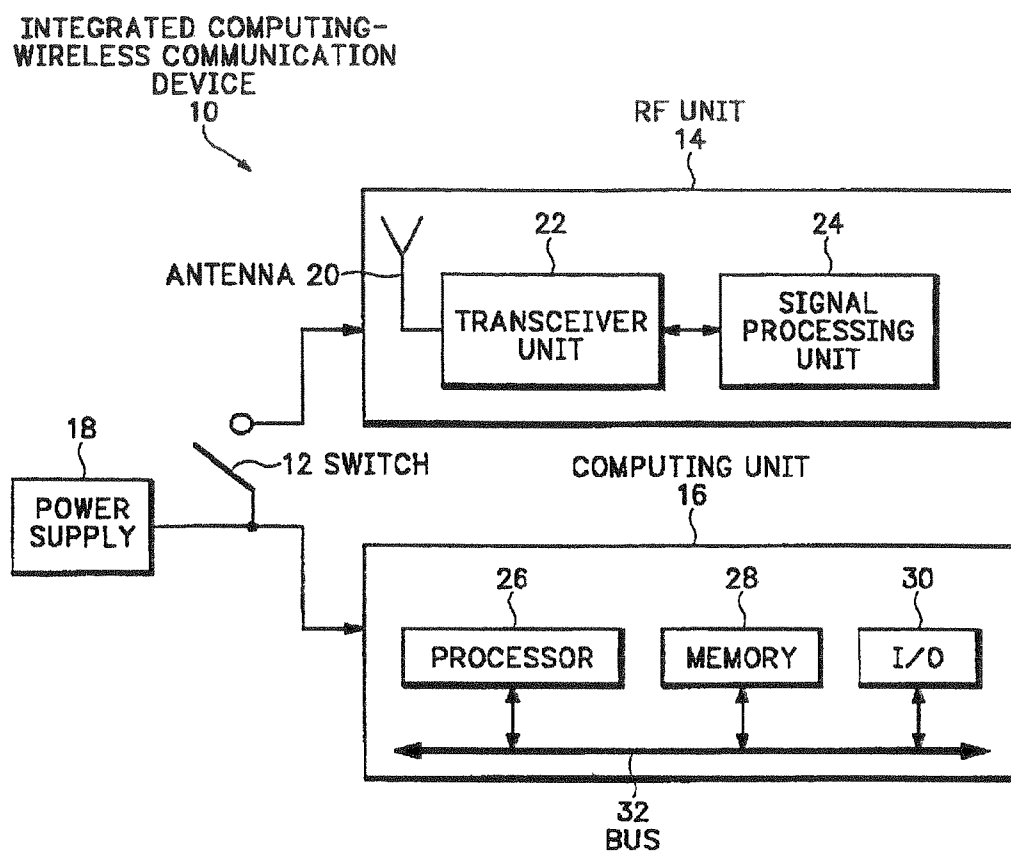 INTEGRATED COMPUTING-
WIRELESS COMMUNICATION
DEVICE
10
RF UNIT
14
ANTENNA 20
22
TRANSCEIVER
UNIT
24
SIGNAL
PROCESSING
UNIT
18
POWER
SUPPLY
12 SWITCH
COMPUTING UNIT
16
26
PROCESSOR
28
MEMORY
30
I/O
32
BUS